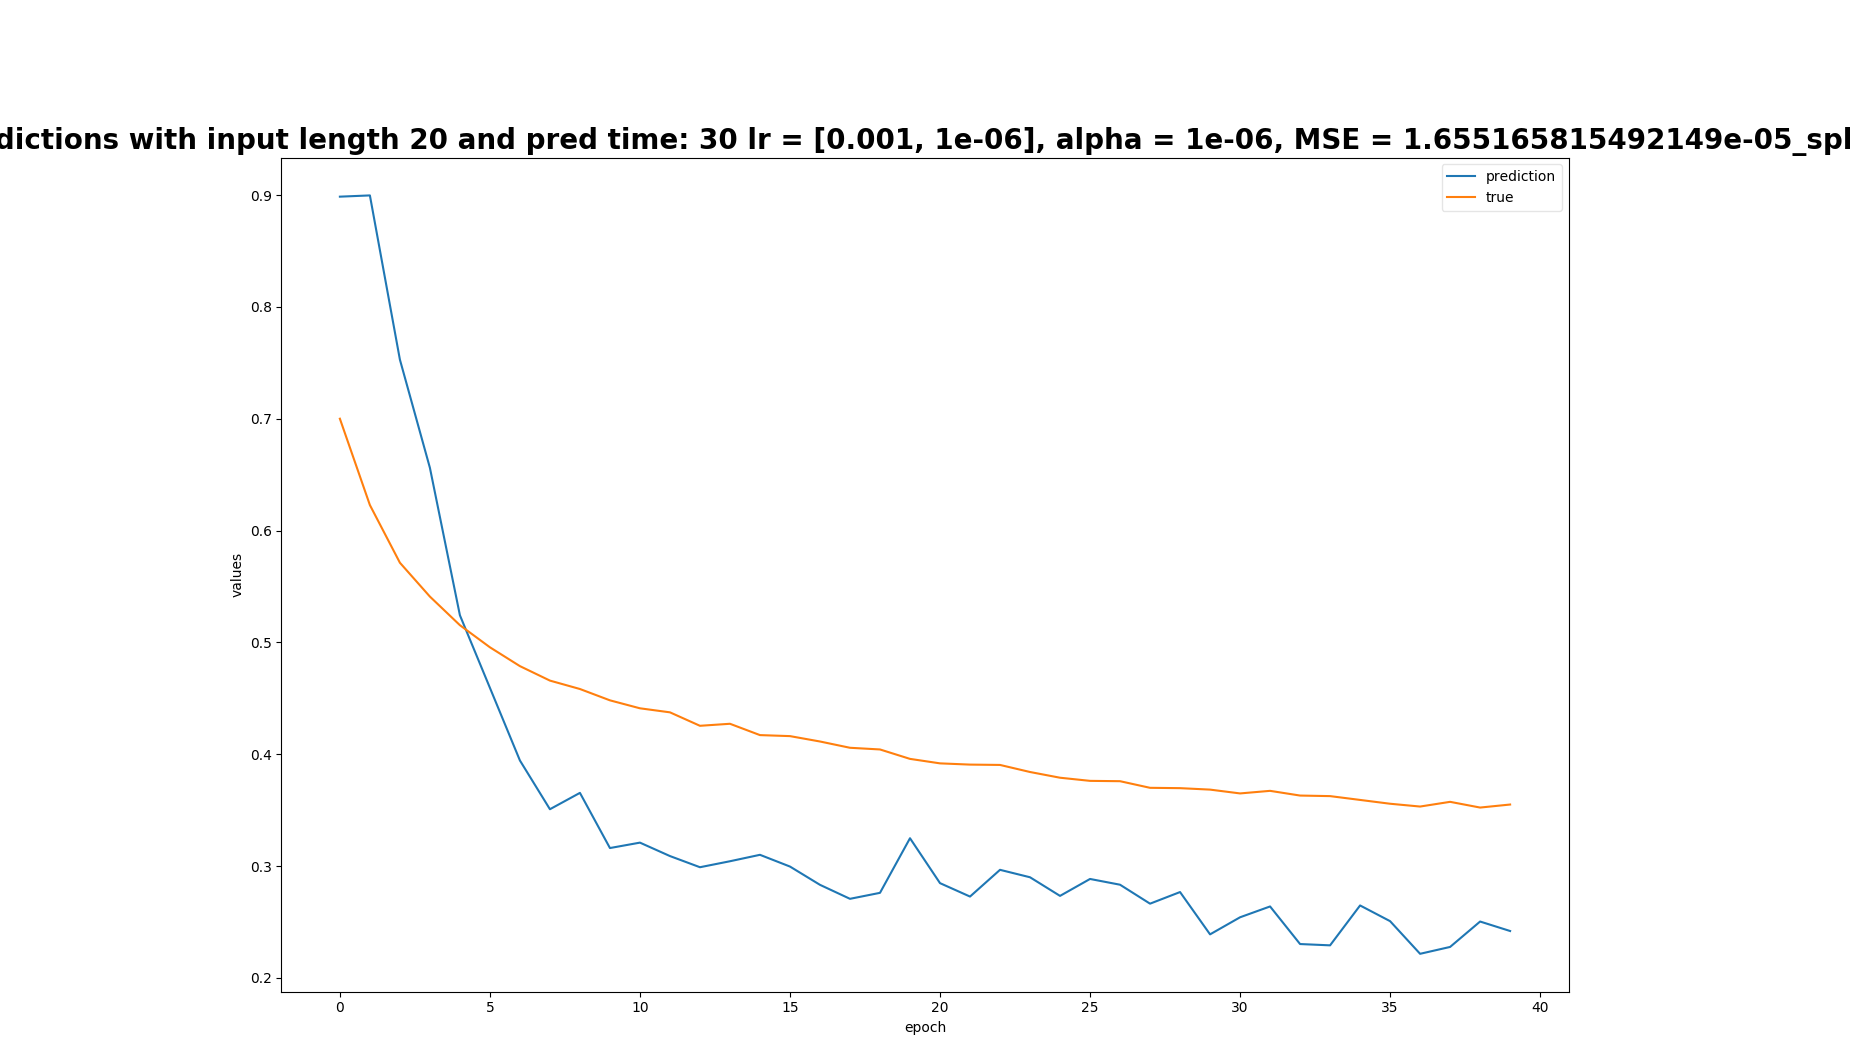 dictions with input length 20 and pred time: 30 lr = [0.001, 1e-06], alpha = 1e-06, MSE = 1.655165815492149e-05_spl
prediction
true
0.9
0.8
0.7
0.6
0.5
0.4
0.3
0.2
values
0 5 10 15 20 25 30 35 40
epoch